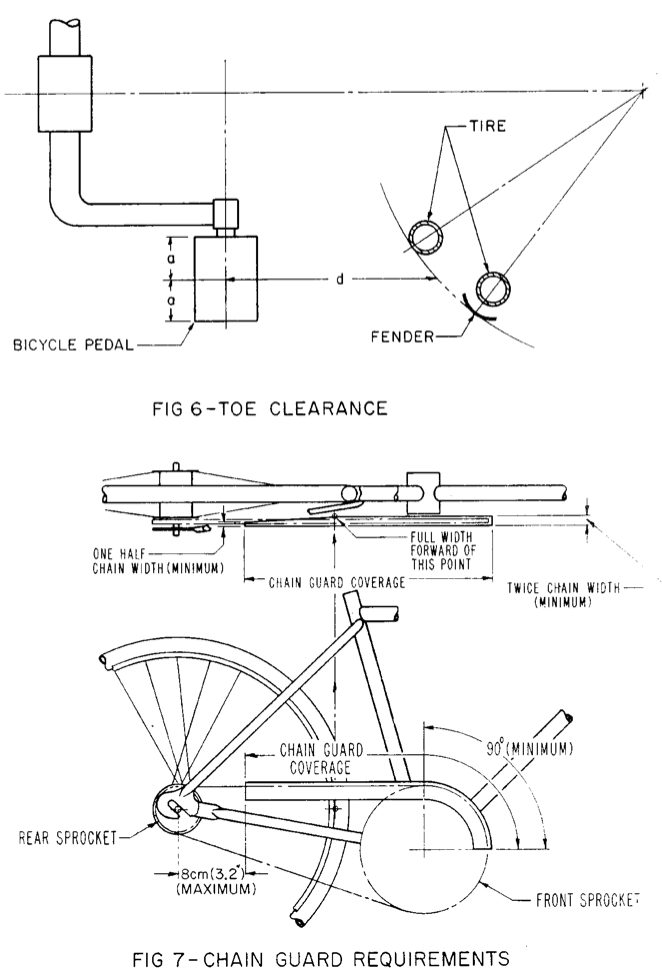 TIRE
a
d
a
BICYCLE PEDAL
FENDER
FIG 6-TOE CLEARANCE
ONE HALF
CHAIN WIDTH (MINIMUM)
FULL WIDTH
FORWARD OF
THIS POINT
CHAIN GUARD COVERAGE
TWICE CHAIN WIDTH
(MINIMUM)
CHAIN GUARD
COVERAGE
90° (MINIMUM)
REAR SPROCKET
8cm (3.2")
(MAXIMUM)
FRONT SPROCKET
FIG 7-CHAIN GUARD REQUIREMENTS